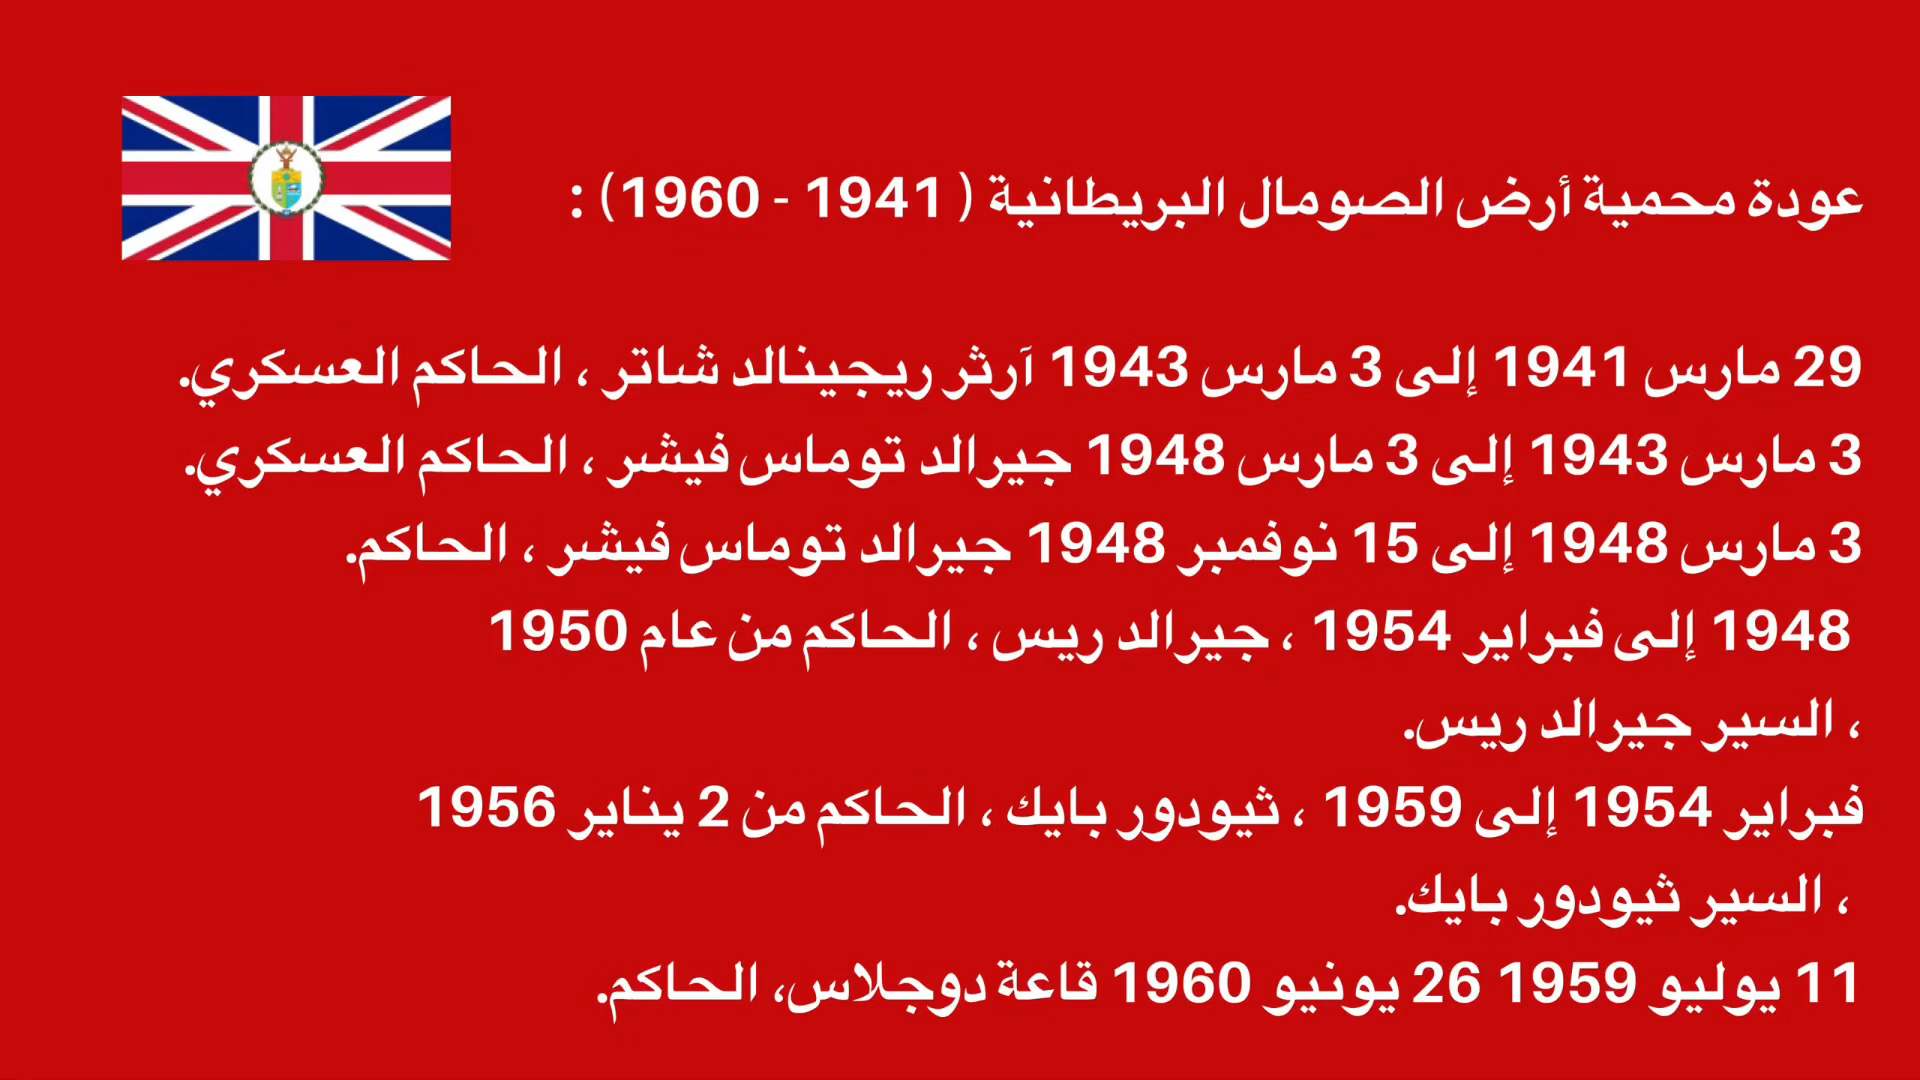 عودة محمية أرض الصومال البريطانية ( 1941 - 1960) :
29 مارس 1941 إلى 3 مارس 1943 آرثر ريجينالد شاتر ، الحاكم العسكري.
3 مارس 1943 إلى 3 مارس 1948 جيرالد توماس فيشر ، الحاكم العسكري.
3 مارس 1948 إلى 15 نوفمبر 1948 جيرالد توماس فيشر ، الحاكم.
1948 إلى فبراير 1954 ، جيرالد ريس ، الحاكم من عام 1950
، السير جيرالد ريس.
فبراير 1954 إلى 1959 ، ثيودور بايك ، الحاكم من 2 يناير 1956
، السير ثيودور بايك.
11 يوليو 1959 26 يونيو 1960 قاعة دوجلاس، الحاكم.